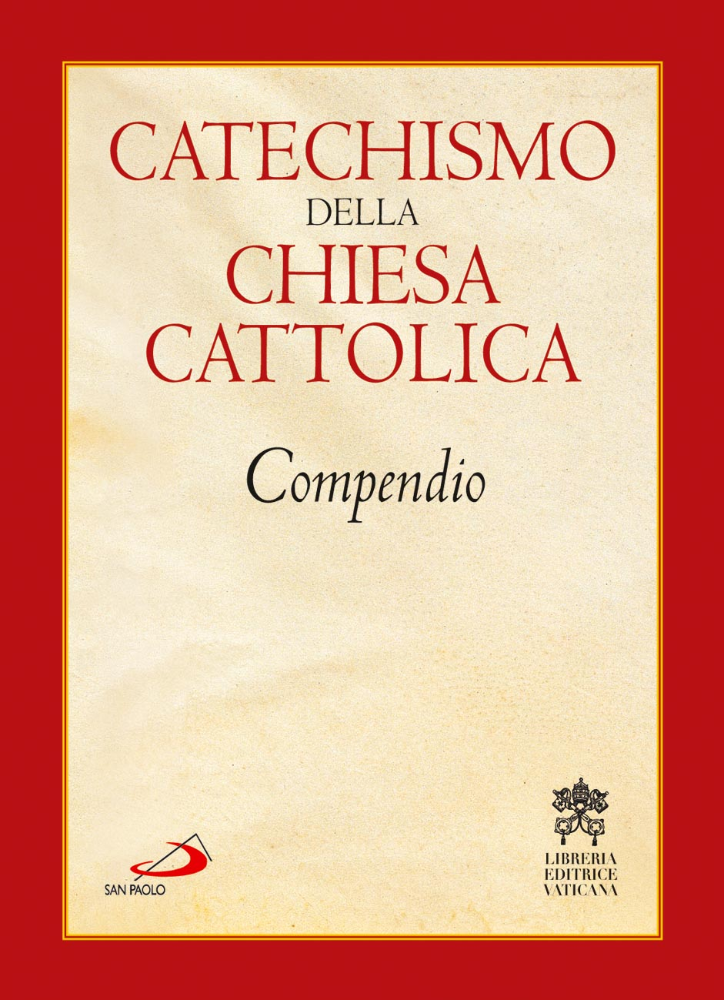 CATECHISMO
DELLA
CHIESA
CATTOLICA
Compendio
SAN PAOLO
LIBRERIA
EDITRICE
VATICANA